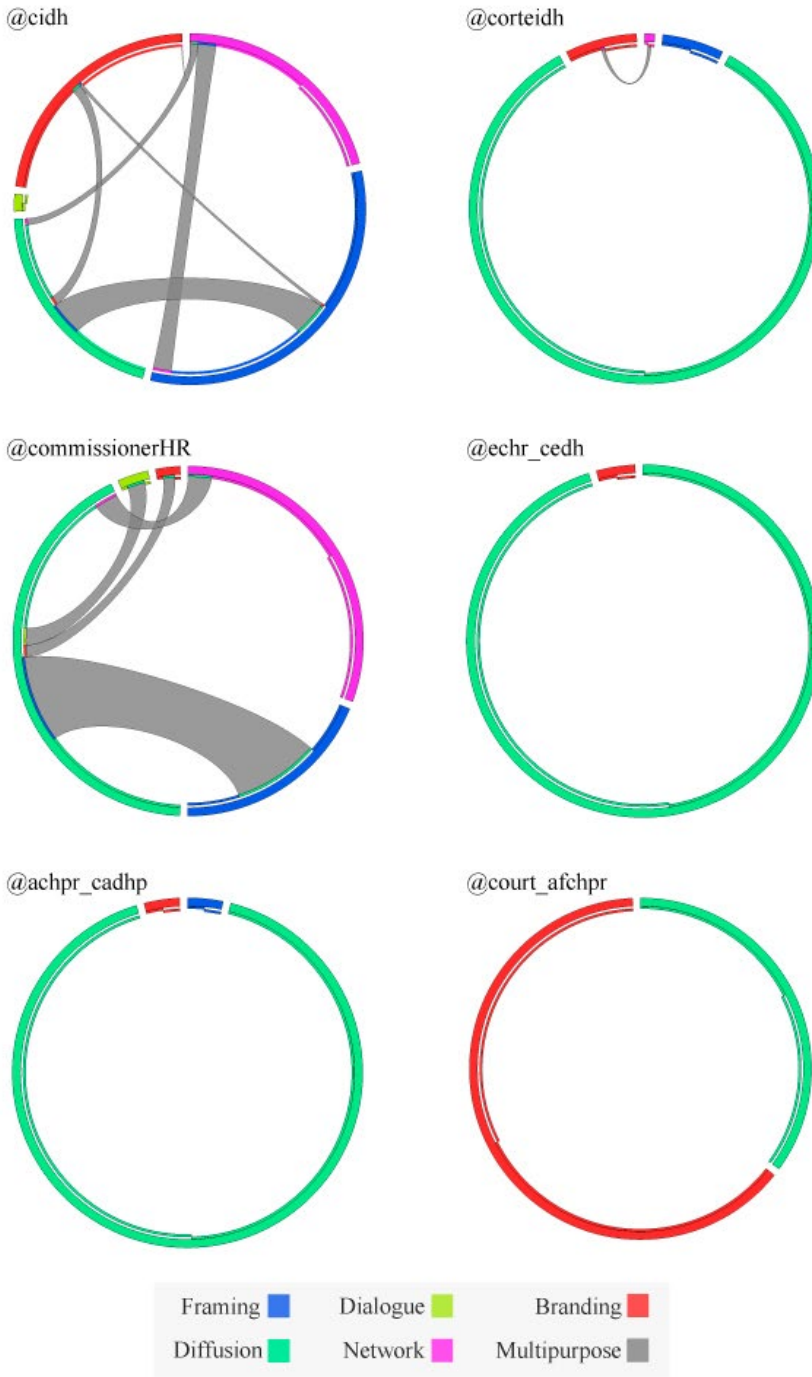 @cidh
@corteidh
@commissionerHR
@echr_cedh
@achpr_cadhp
@court_afchpr
Framing Dialogue Branding
Diffusion Network Multipurpose